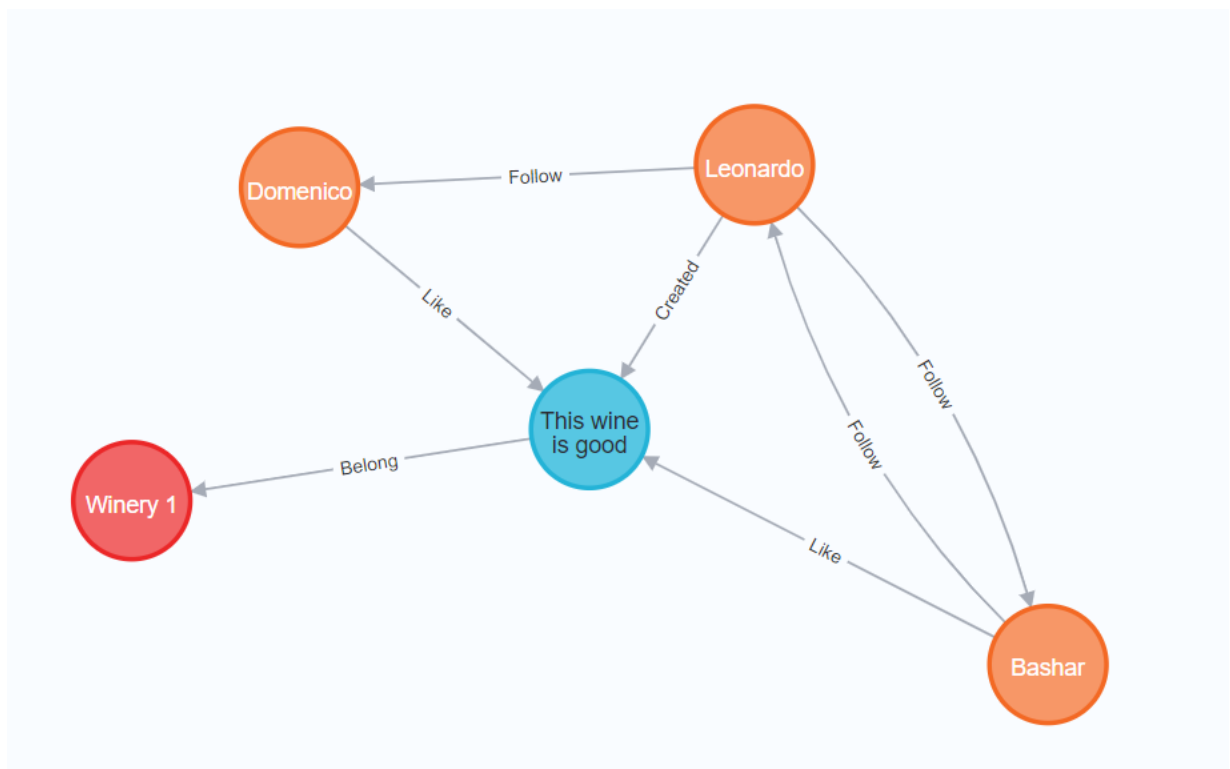 Leonardo
Follow
Domenico
Created
Like
Follow
This wine
is good
Follow
Belong
Winery 1
Like
Bashar